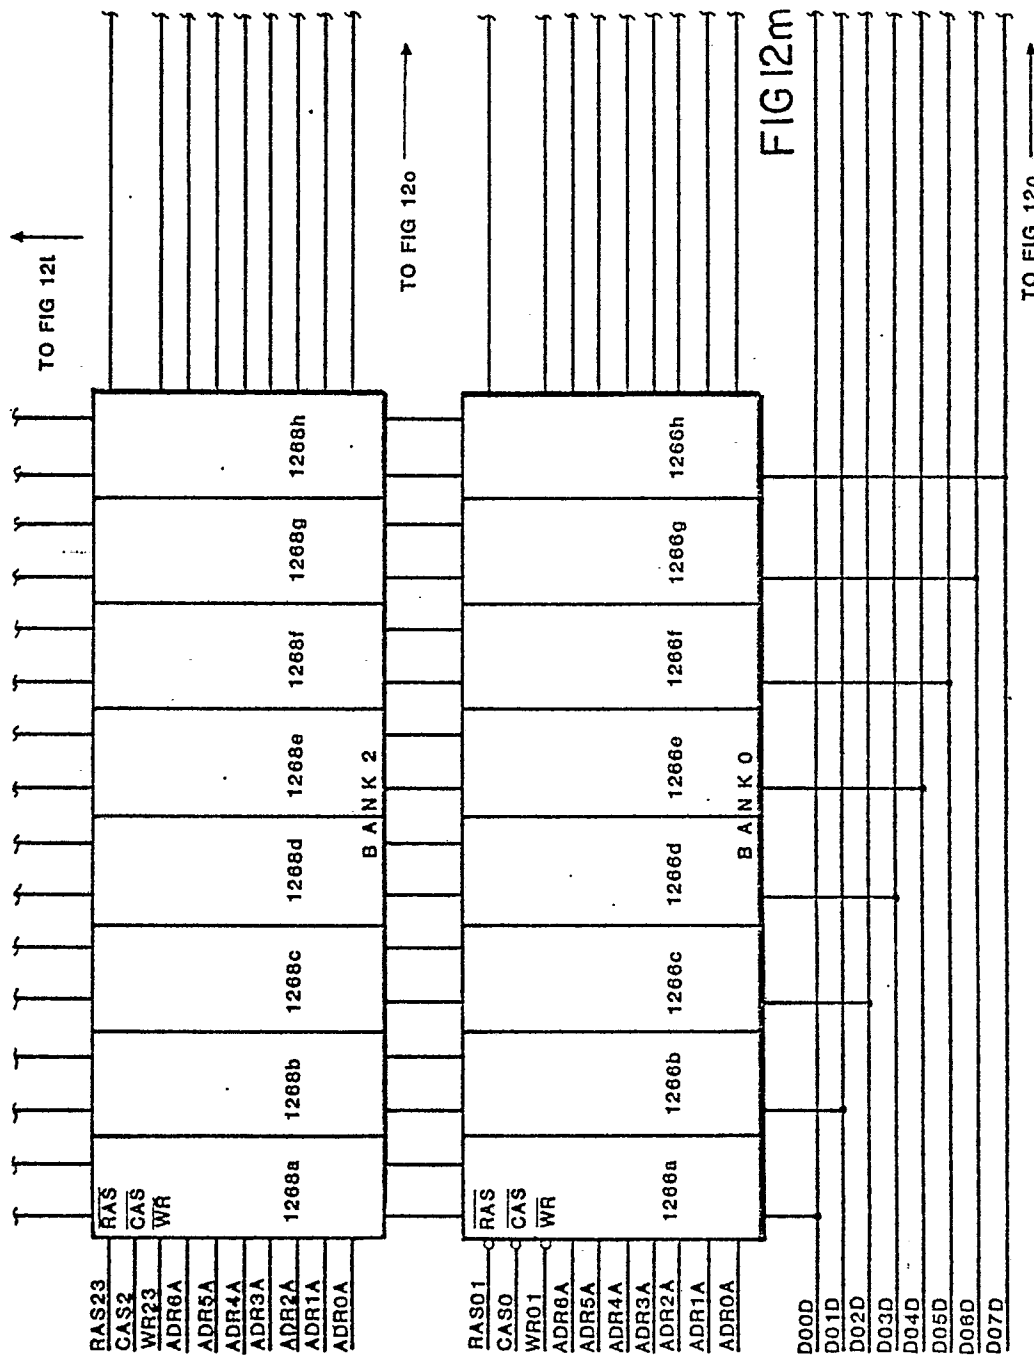 TO FIG 12l
TO FIG 12o
RAS23
CAS2
WR23
ADR6A
ADR5A
ADR4A
ADR3A
ADR2A
ADR1A
ADR0A
RAS
CAS
WR
1268a
1268b
1268c
1268d
1268e
1268f
1268g
1268h
BANK 2
RAS01
CAS0
WR01
ADR6A
ADR5A
ADR4A
ADR3A
ADR2A
ADR1A
ADR0A
RAS
CAS
WR
1266a
1266b
1266c
1266d
1266e
1266f
1266g
1266h
BANK 0
FIG 12m
D00D
D01D
D02D
D03D
D04D
D05D
D06D
D07D